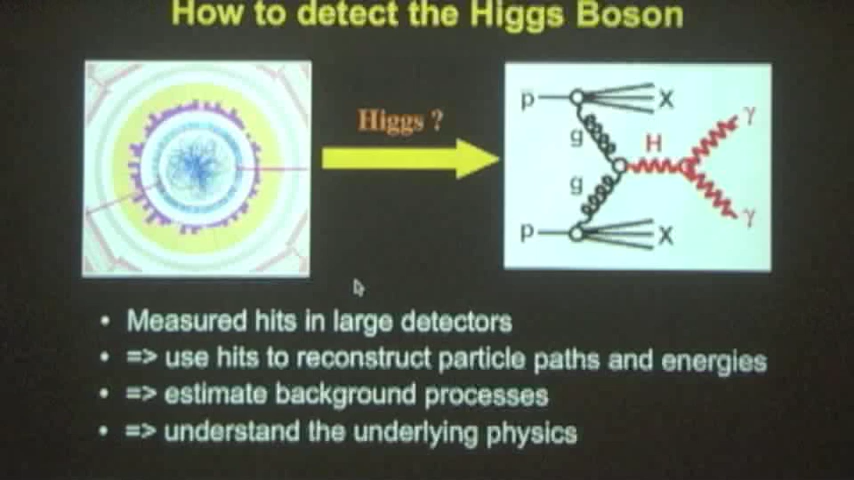 How to detect the Higgs Boson
Higgs ?
p
X
g
H
γ
g
γ
p
X
• Measured hits in large detectors
• => use hits to reconstruct particle paths and energies
• => estimate background processes
• => understand the underlying physics